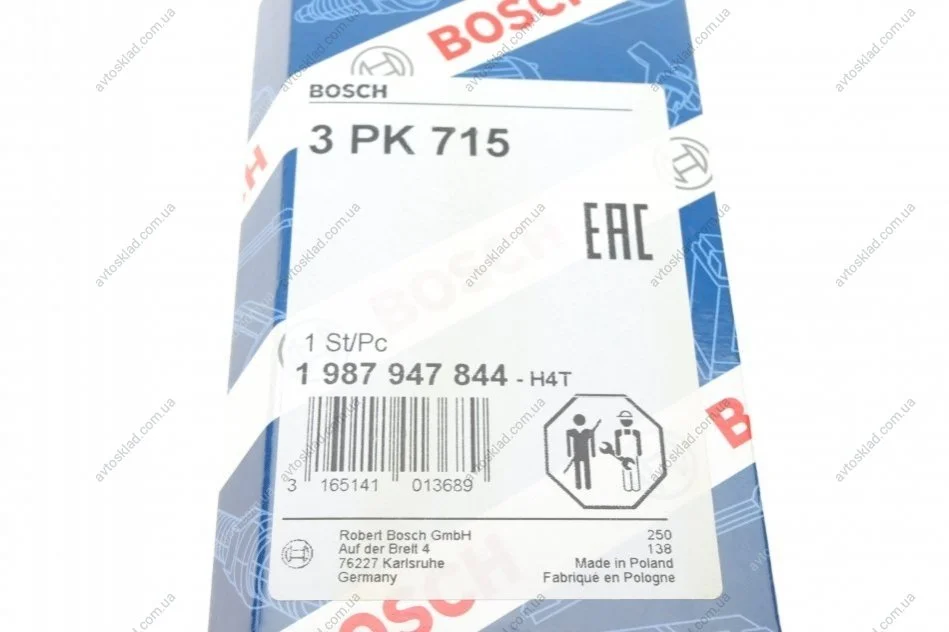 BOSCH
BOSCH
3 PK 715
EAC
BOSCH
1 St/Pc
1 987 947 844 - H4T
3 165141 013689
Robert Bosch GmbH
Auf der Breit 4
76227 Karlsruhe
Germany
250
138
Made in Poland
Fabriqué en Pologne
avtosklad.com.ua